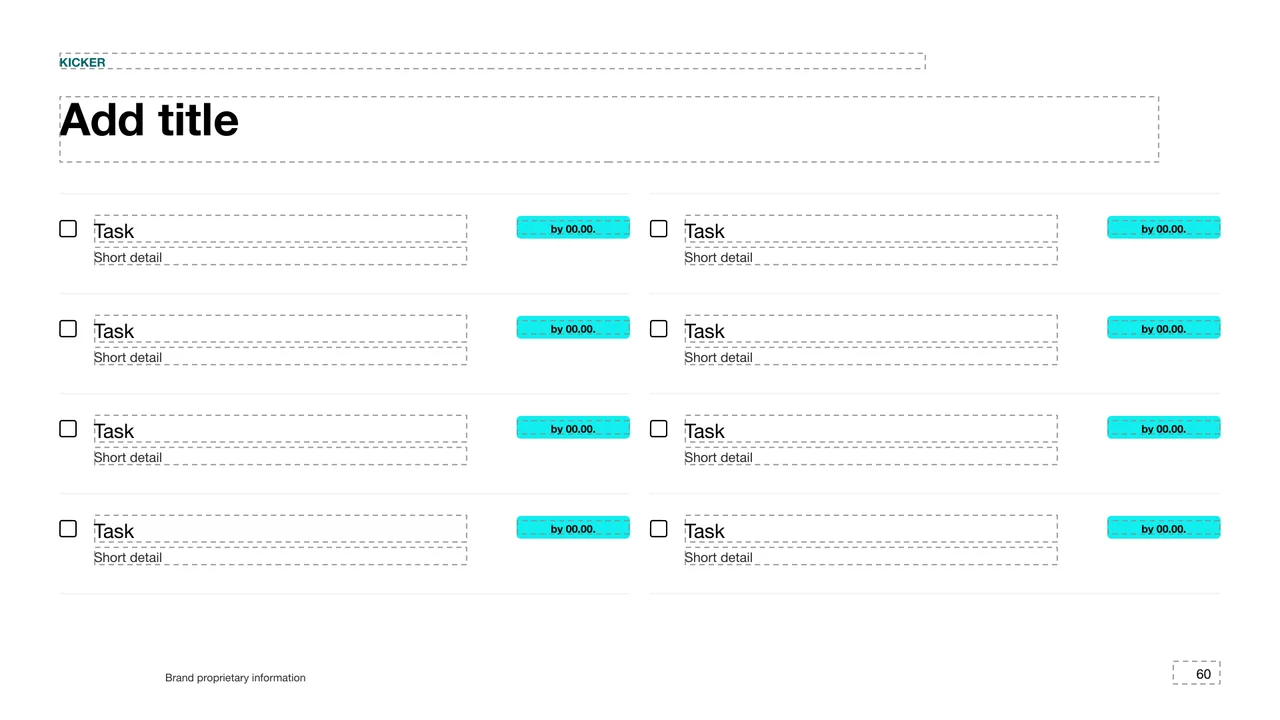 KICKER
Add title
Task
by 00.00.
Short detail
Task
by 00.00.
Short detail
Task
by 00.00.
Short detail
Task
by 00.00.
Short detail
Task
by 00.00.
Short detail
Task
by 00.00.
Short detail
Task
by 00.00.
Short detail
Task
by 00.00.
Short detail
Brand proprietary information
60